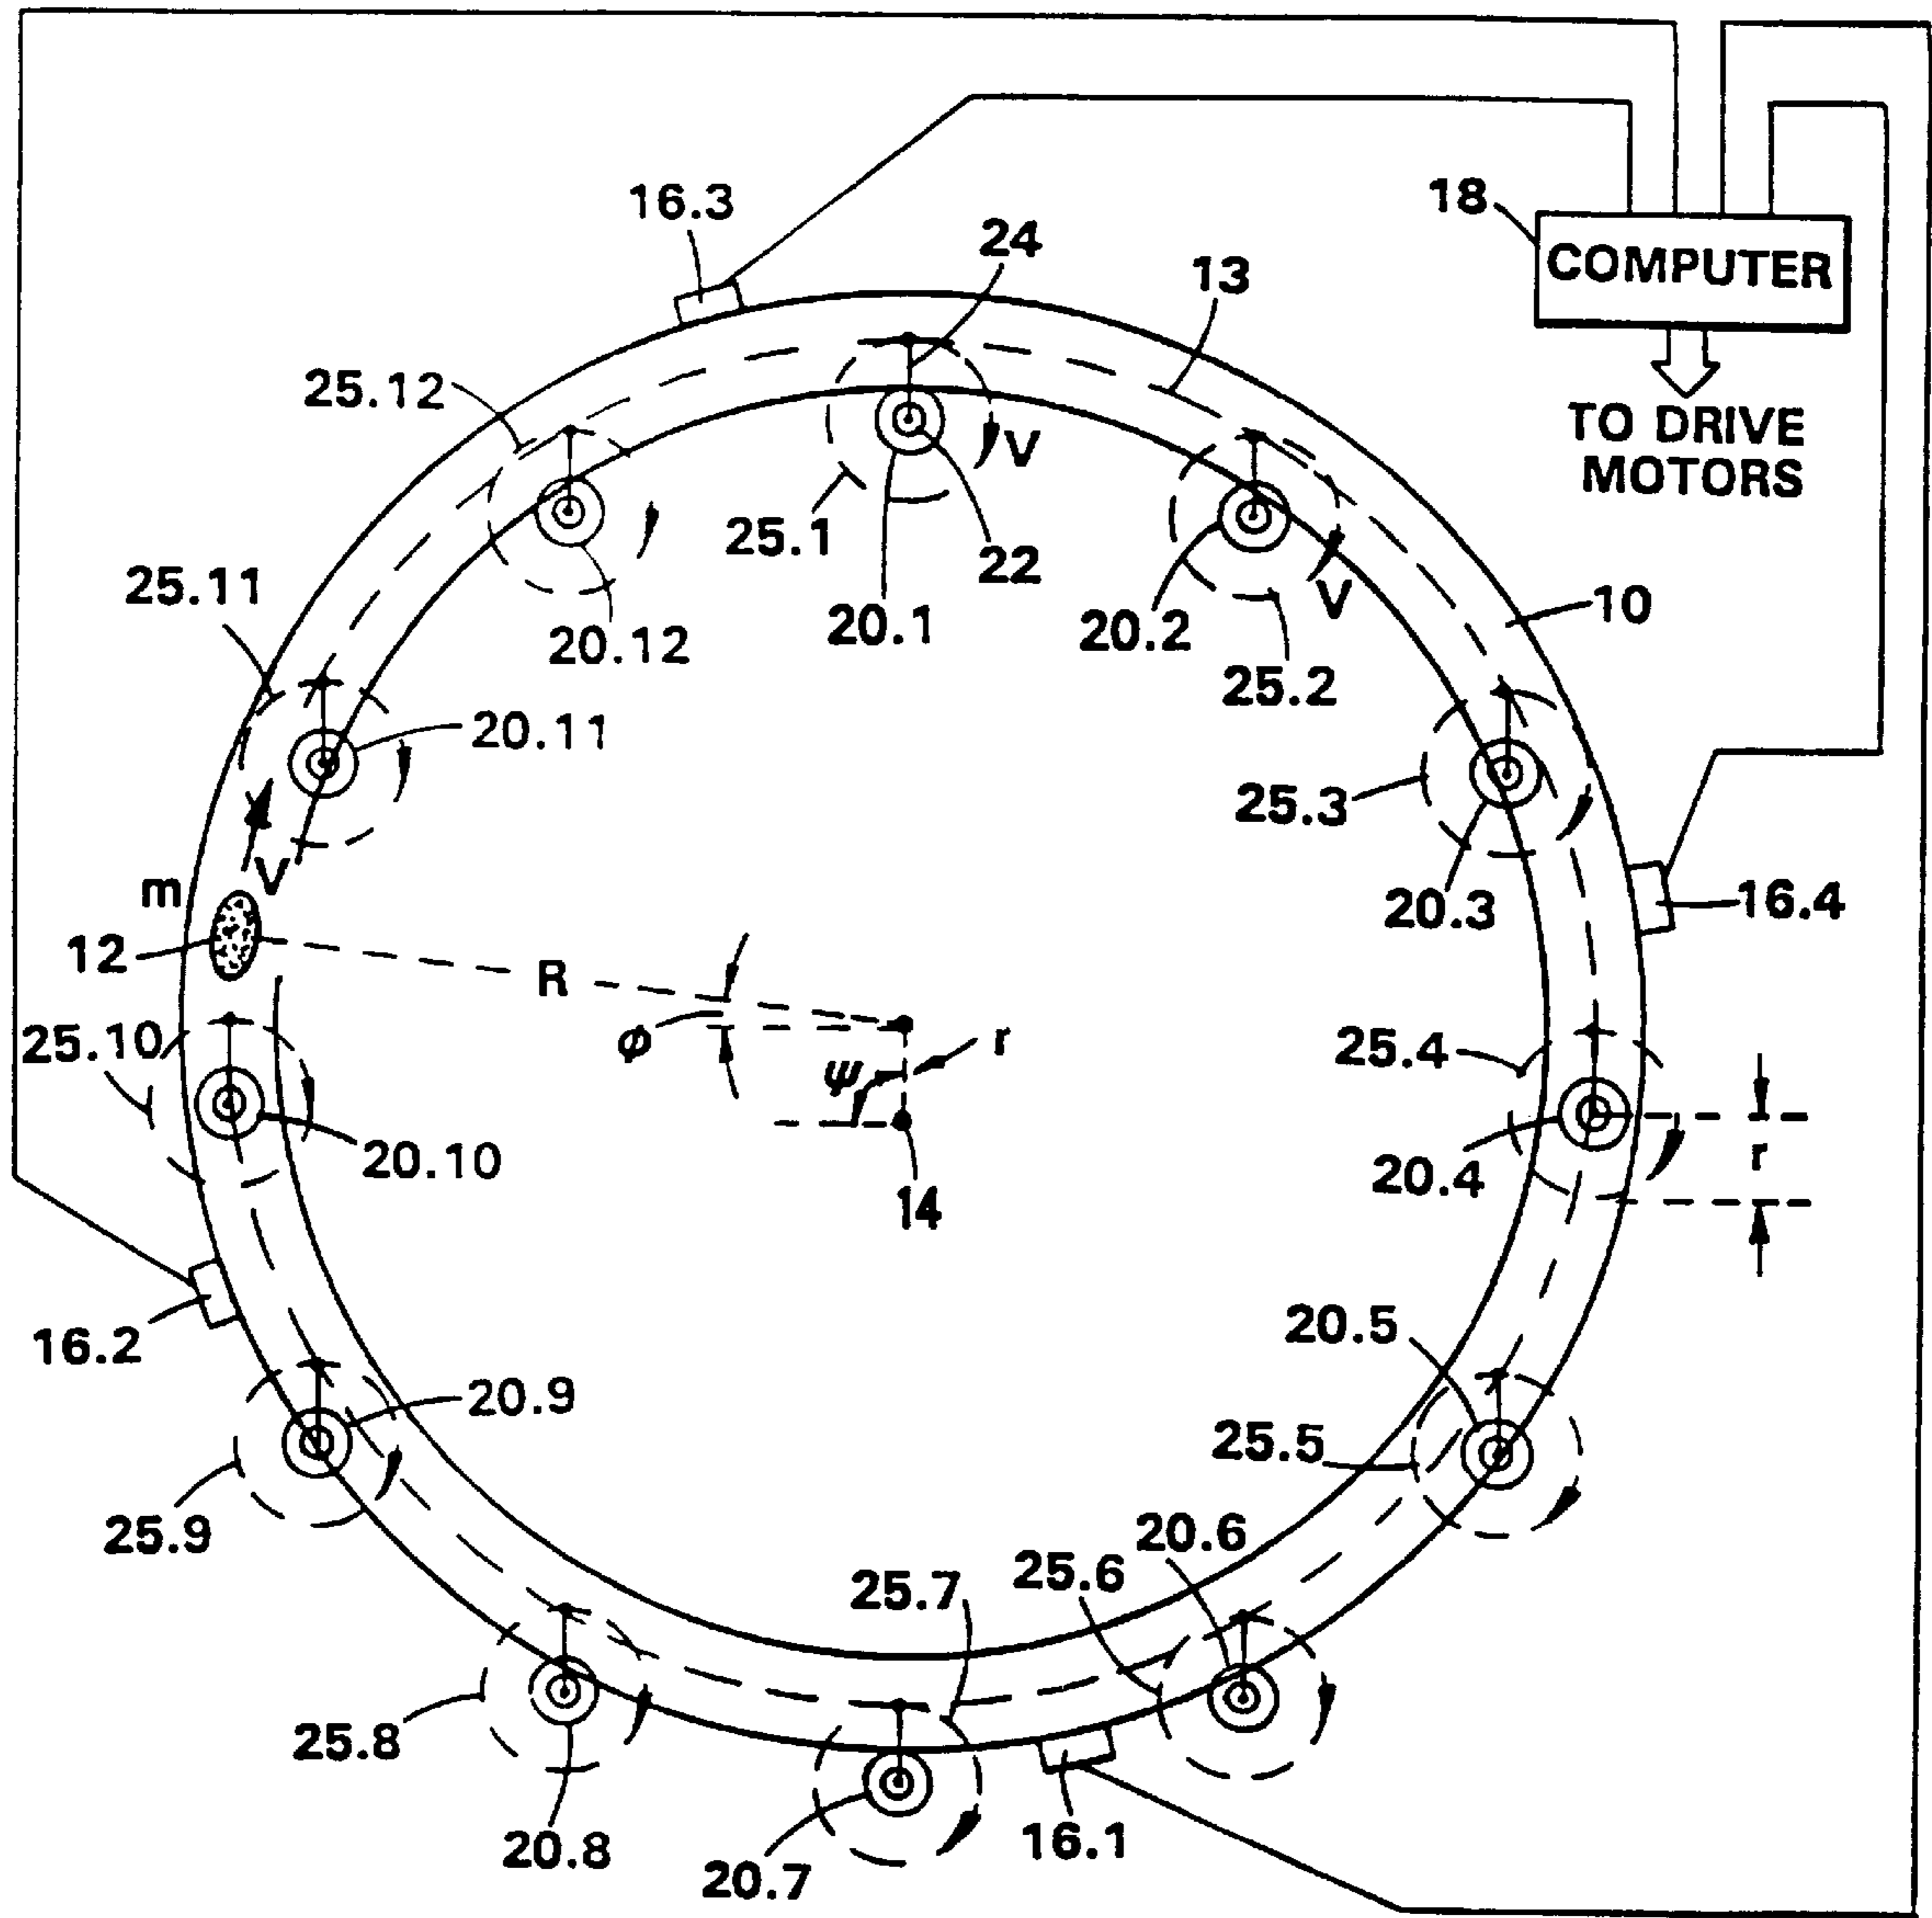 16.3
18
COMPUTER
24
13
TO DRIVE
MOTORS
25.12
V
25.1
22
20.1
20.12
20.2
V
10
25.11
25.2
20.11
25.3
20.3
m
V
16.4
12
R
25.10
ϕ
r
ψ
25.4
20.10
20.4
r
14
16.2
20.5
20.9
25.5
25.9
20.6
25.6
25.7
25.8
16.1
20.8
20.7